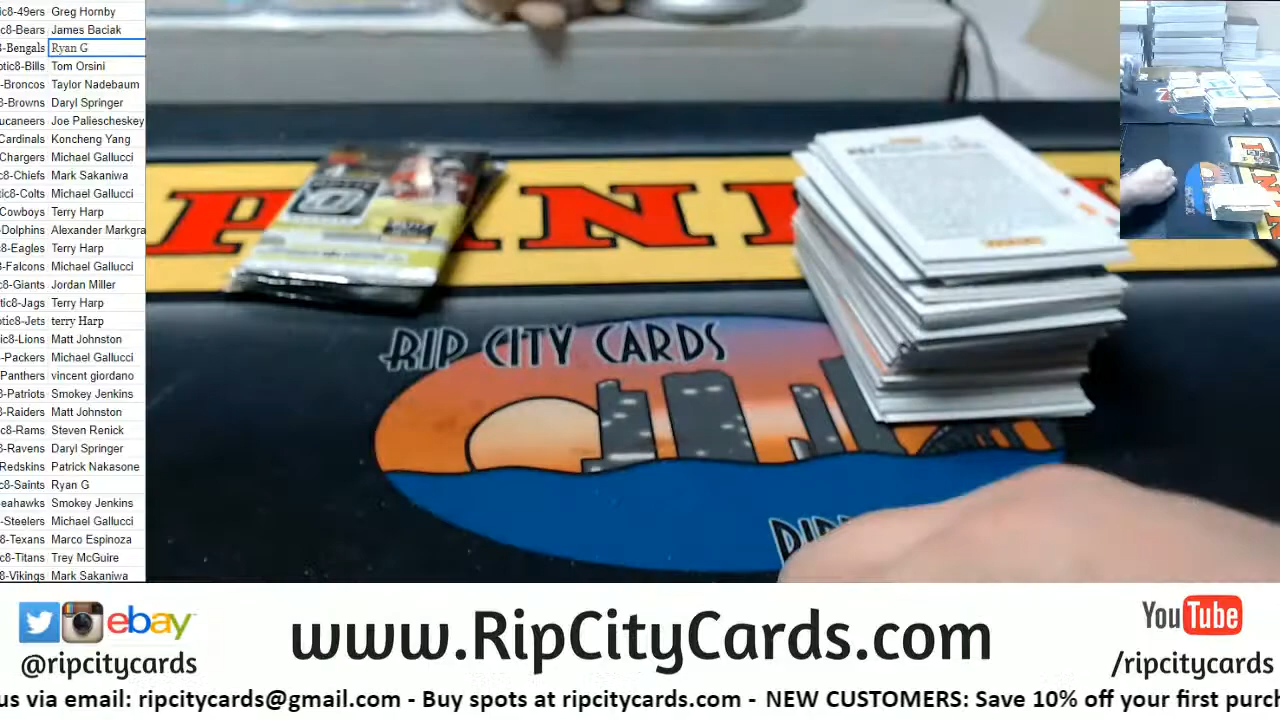 ic8-49ers Greg Hornby
c8-Bears James Baciak
8-Bengals Ryan G
otic8-Bills Tom Orsini
-Broncos Taylor Nadebaum
8-Browns Daryl Springer
ucaneers Joe Paliescheskey
Cardinals Koncheng Yang
Chargers Michael Gallucci
c8-Chiefs Mark Sakaniwa
tic8-Colts Michael Gallucci
Cowboys Terry Harp
-Dolphins Alexander Markgra
c8-Eagles Terry Harp
8-Falcons Michael Gallucci
8-Giants Jordan Miller
tic8-Jags Terry Harp
otic8-Jets terry Harp
ic8-Lions Matt Johnston
-Packers Michael Gallucci
Panthers vincent giordano
8-Patriots Smokey Jenkins
8-Raiders Matt Johnston
c8-Rams Steven Renick
8-Ravens Daryl Springer
Redskins Patrick Nakasone
c8-Saints Ryan G
eahawks Smokey Jenkins
-Steelers Michael Gallucci
8-Texans Marco Espinoza
c8-Titans Trey McGuire
8-Vikings Mark Sakaniwa
RIP CITY CARDS
ebay
@ripcitycards
www.RipCityCards.com
YouTube
/ripcitycards
us via email: ripcitycards@gmail.com - Buy spots at ripcitycards.com - NEW CUSTOMERS: Save 10% off your first purch